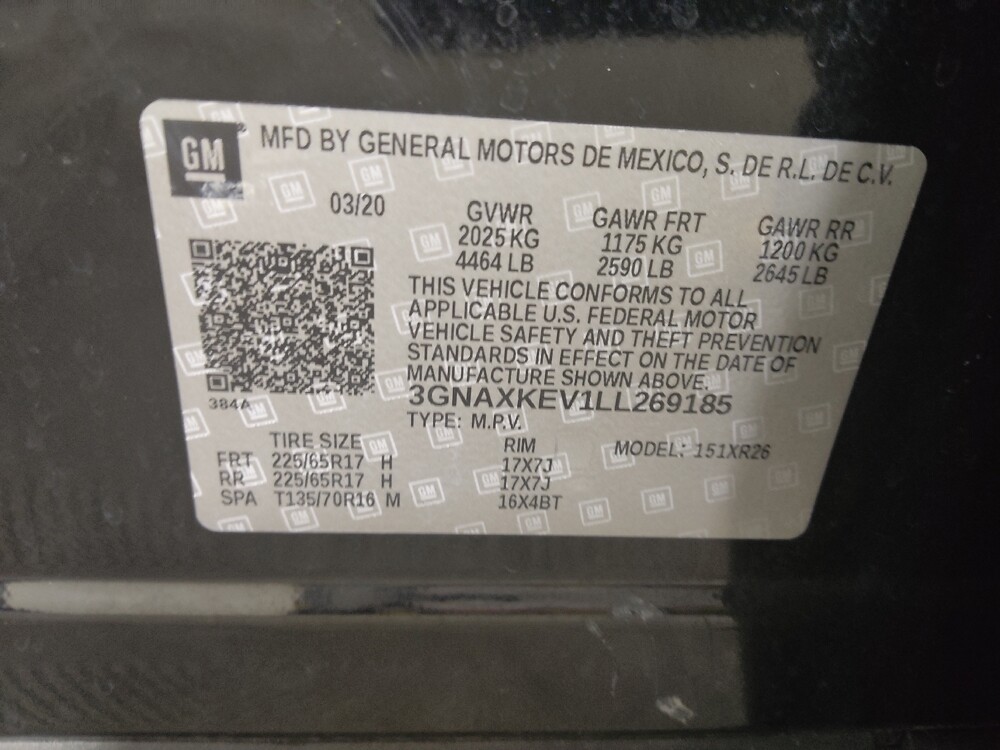 GM MFD BY GENERAL MOTORS DE MEXICO, S. DE R.L. DE C.V.
03/20 GVWR GAWR FRT GAWR RR
2025 KG 1175 KG 1200 KG
4464 LB 2590 LB 2645 LB
THIS VEHICLE CONFORMS TO ALL
APPLICABLE U.S. FEDERAL MOTOR
VEHICLE SAFETY AND THEFT PREVENTION
STANDARDS IN EFFECT ON THE DATE OF
MANUFACTURE SHOWN ABOVE.
384A 3GNAXKEV1LL269185
TYPE: M.P.V.
TIRE SIZE RIM MODEL: 151XR26
FRT 225/65R17 H 17X7J
RR 225/65R17 H 17X7J
SPA T135/70R16 M 16X4BT